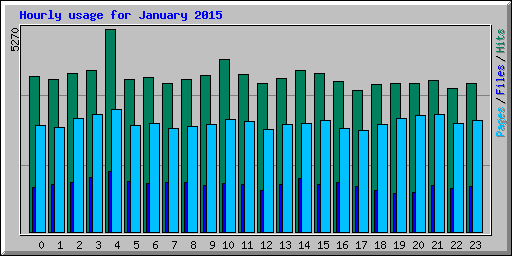 Hourly usage for January 2015
5270
Pages/Files/Hits
0 1 2 3 4 5 6 7 8 9 10 11 12 13 14 15 16 17 18 19 20 21 22 23